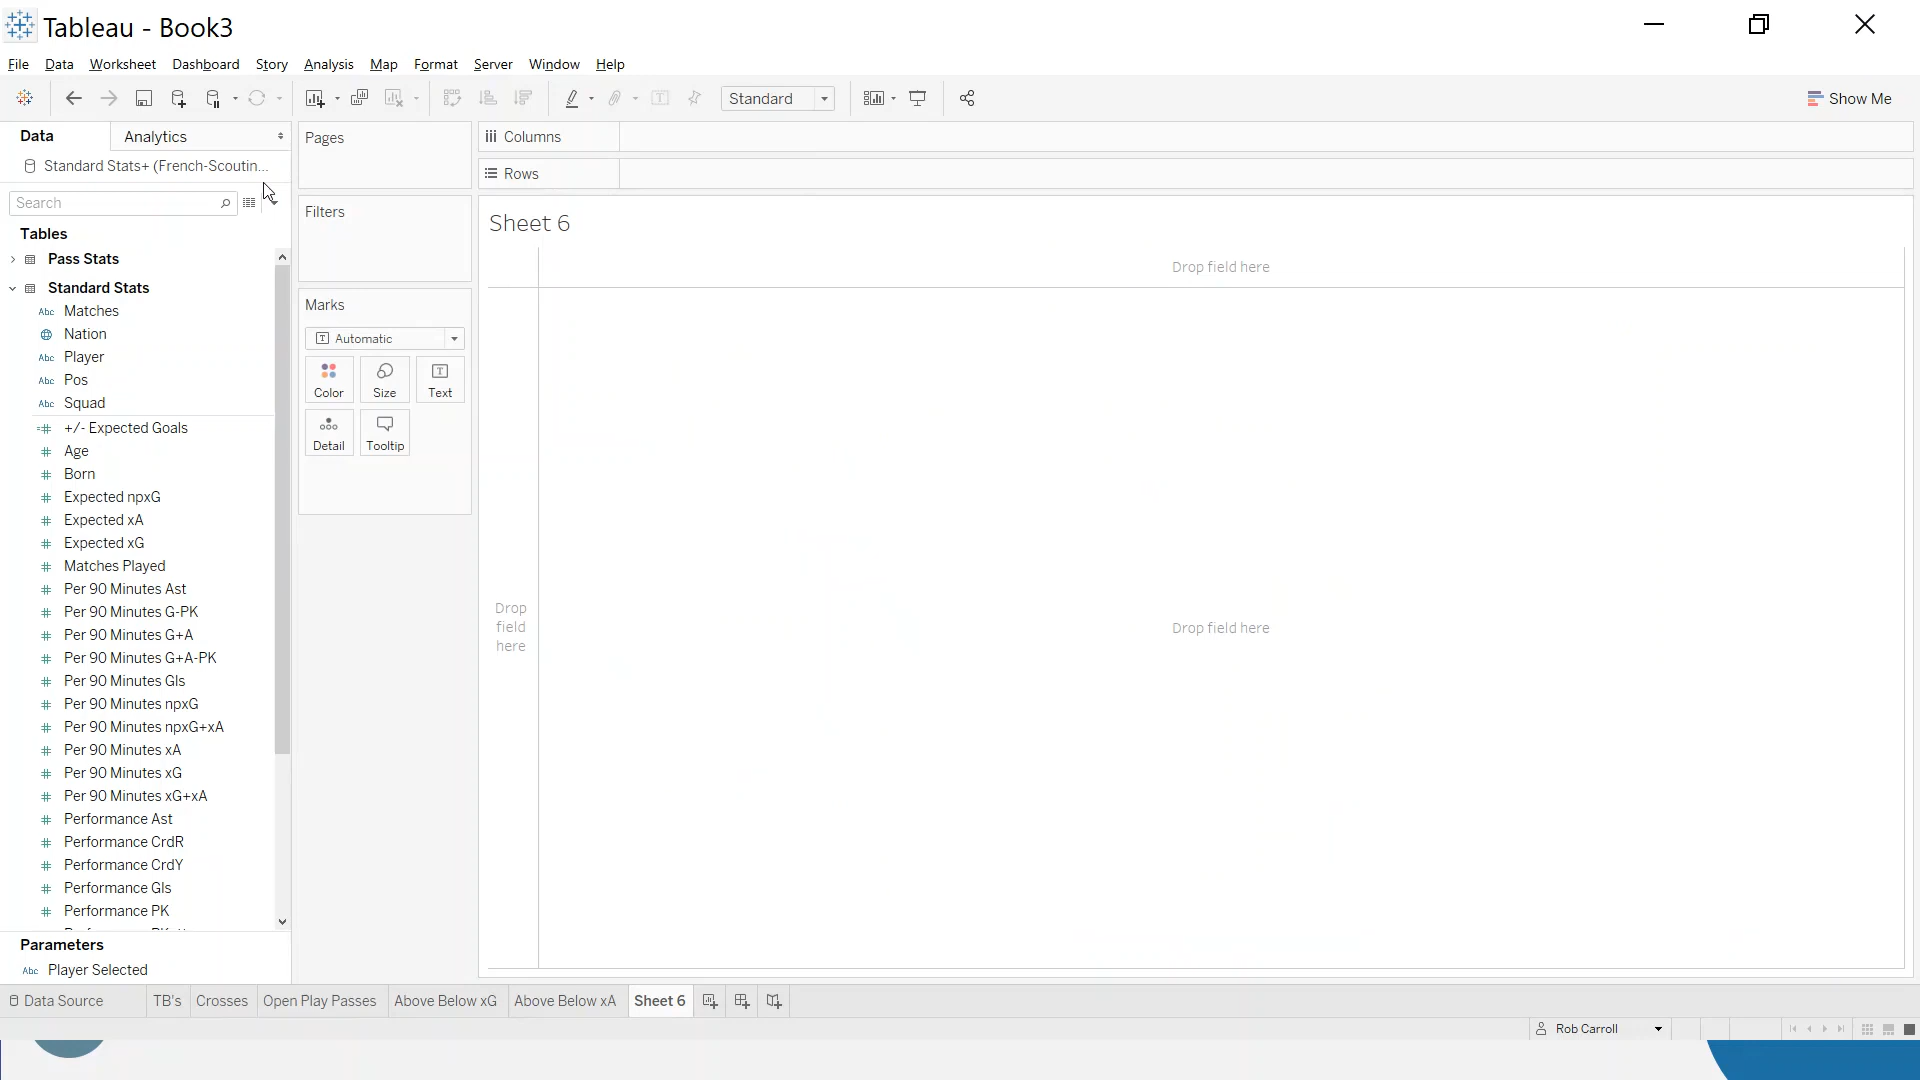 Tableau - Book3
File Data Worksheet Dashboard Story Analysis Map Format Server Window Help
Standard
Show Me
Data
Analytics
Standard Stats+ (French-Scoutin...
Search
Tables
Pass Stats
Standard Stats
Abc Matches
Nation
Abc Player
Abc Pos
Abc Squad
+/- Expected Goals
Age
Born
Expected npxG
Expected xA
Expected xG
Matches Played
Per 90 Minutes Ast
Per 90 Minutes G-PK
Per 90 Minutes G+A
Per 90 Minutes G+A-PK
Per 90 Minutes Gls
Per 90 Minutes npxG
Per 90 Minutes npxG+xA
Per 90 Minutes xA
Per 90 Minutes xG
Per 90 Minutes xG+xA
Performance Ast
Performance CrdR
Performance CrdY
Performance Gls
Performance PK
Parameters
Abc Player Selected
Pages
Filters
Marks
Automatic
Color
Size
Text
Detail
Tooltip
Columns
Rows
Sheet 6
Drop field here
Drop
field
here
Drop field here
Data Source
TB's
Crosses
Open Play Passes
Above Below xG
Above Below xA
Sheet 6
Rob Carroll